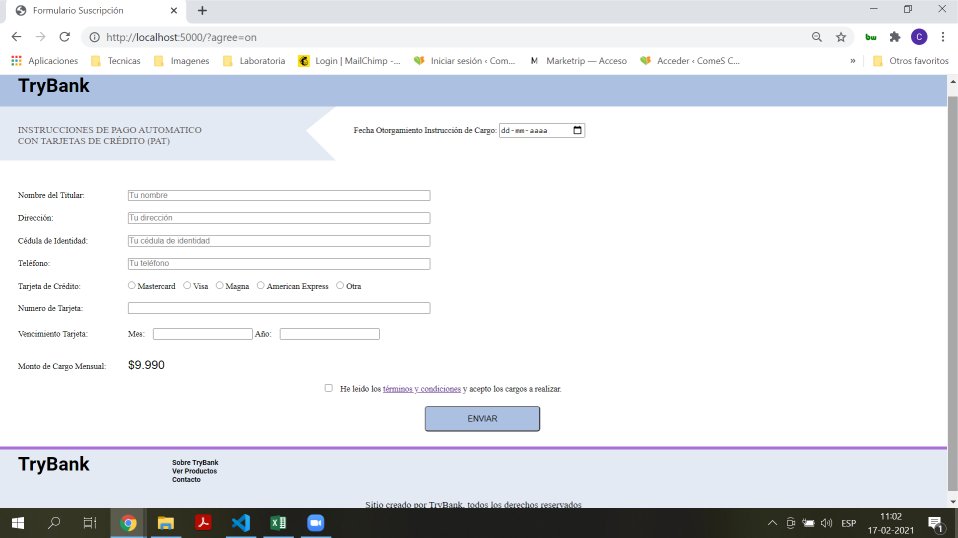 Formulario Suscripción
http://localhost:5000/?agree=on
bw
C
Aplicaciones Tecnicas Imagenes Laboratoria Login | MailChimp -... Iniciar sesión ‹ Com... M Marketrip — Acceso Acceder ‹ ComeS C... » Otros favoritos
TryBank
INSTRUCCIONES DE PAGO AUTOMATICO
CON TARJETAS DE CRÉDITO (PAT)
Fecha Otorgamiento Instrucción de Cargo: dd-mm-aaaa
Nombre del Titular: Tu nombre
Dirección: Tu dirección
Cédula de Identidad: Tu cédula de identidad
Teléfono: Tu teléfono
Tarjeta de Crédito: Mastercard Visa Magna American Express Otra
Numero de Tarjeta:
Vencimiento Tarjeta: Mes: Año:
Monto de Cargo Mensual: $9.990
He leido los términos y condiciones y acepto los cargos a realizar.
ENVIAR
TryBank
Sobre TryBank
Ver Productos
Contacto
Sitio creado por TryBank, todos los derechos reservados
ESP
11:02
17-02-2021
1